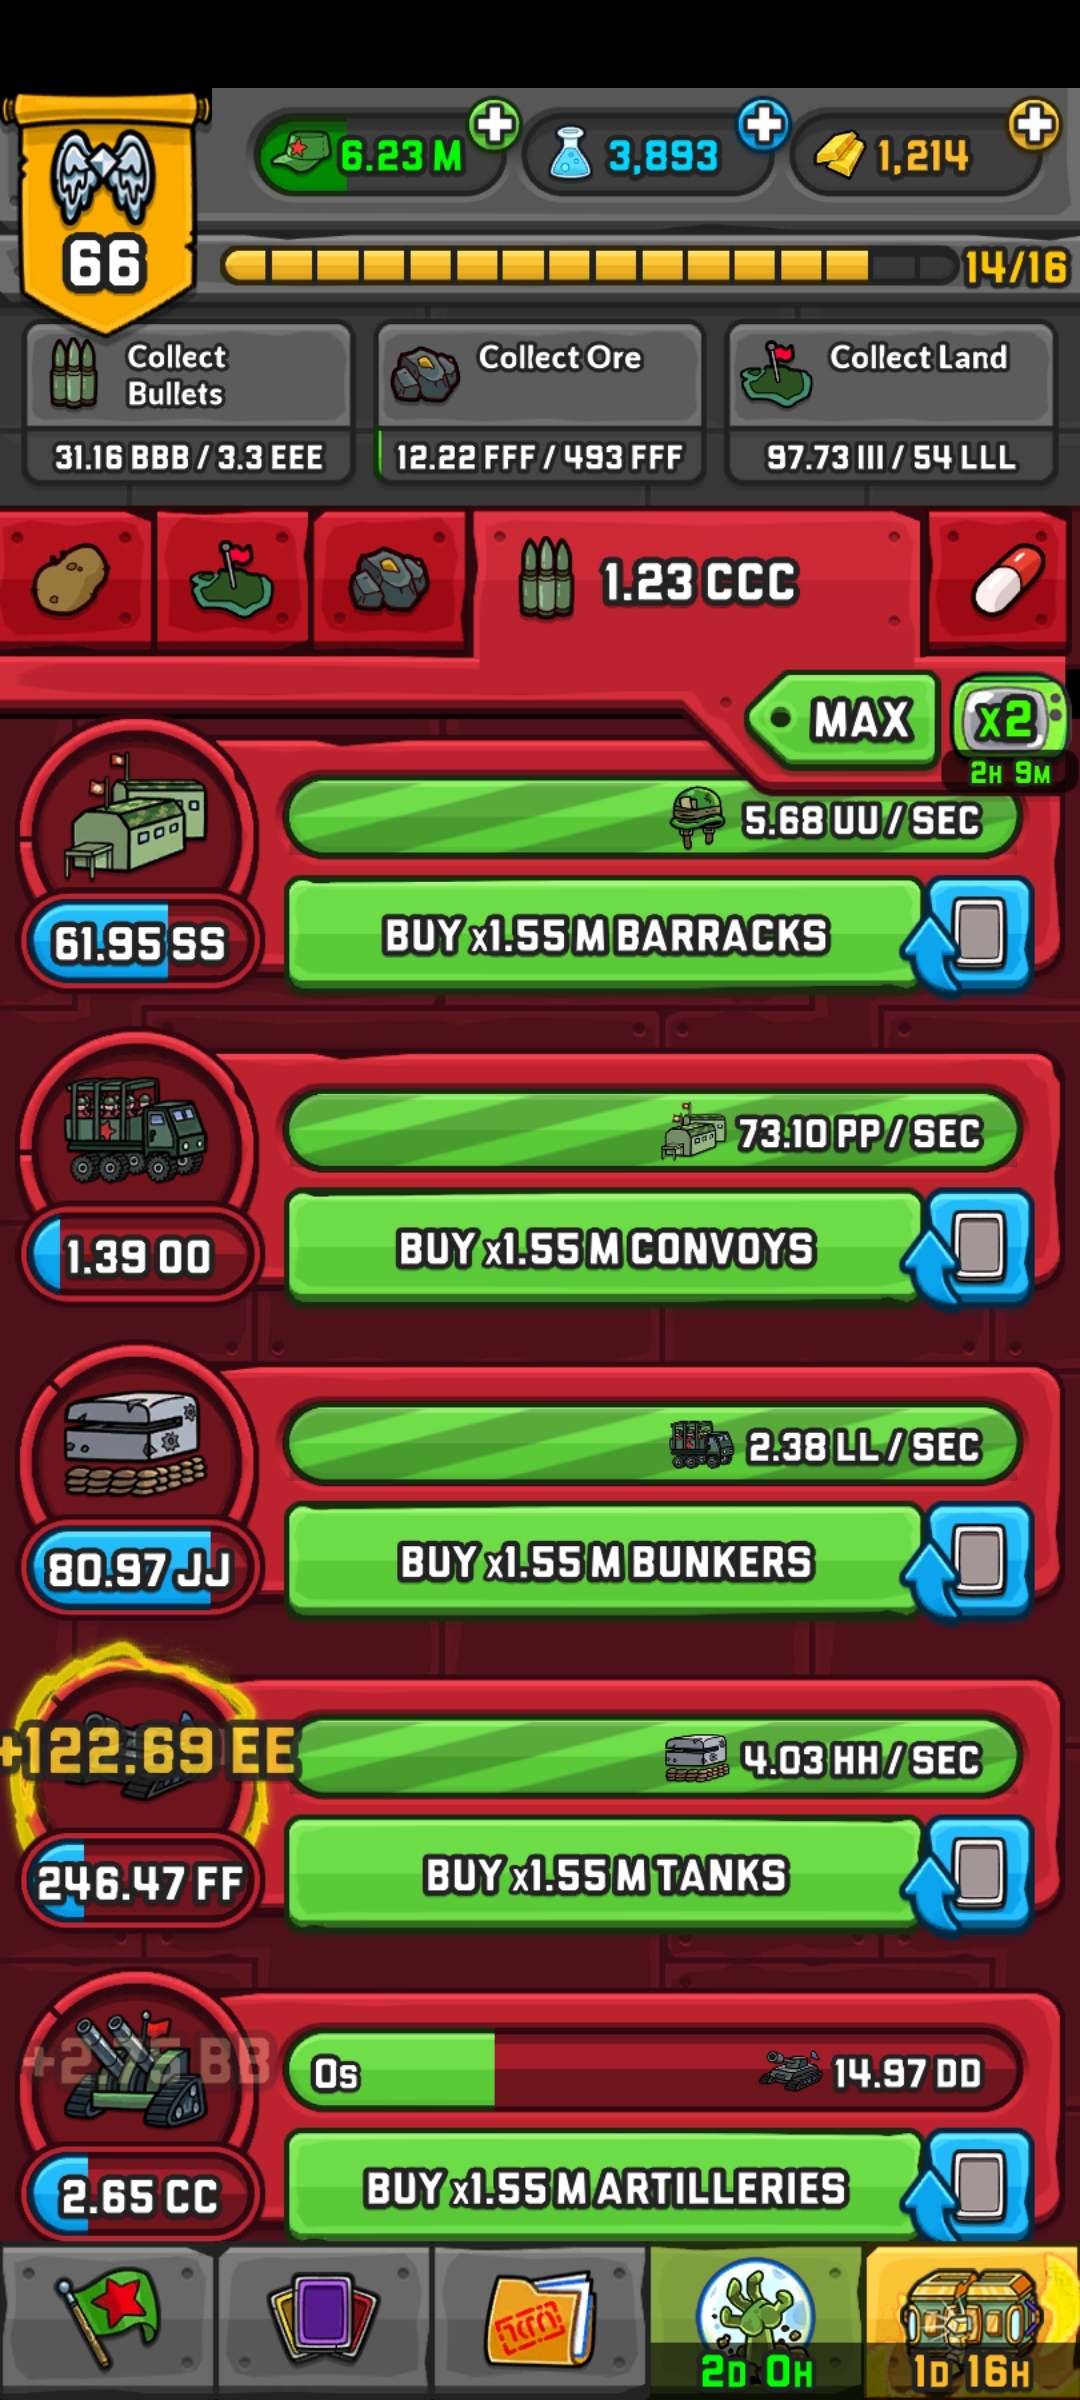 6.23 M
3,893
1,214
66
14/16
Collect
Bullets
31.16 BBB / 3.3 EEE
Collect Ore
12.22 FFF / 493 FFF
Collect Land
97.73 III / 54 LLL
1.23 CCC
MAX
x2
2H 9M
5.68 UU / SEC
61.95 SS
BUY x1.55 M BARRACKS
73.10 PP / SEC
1.39 OO
BUY x1.55 M CONVOYS
2.38 LL / SEC
80.97 JJ
BUY x1.55 M BUNKERS
+122.69 EE
4.03 HH / SEC
246.47 FF
BUY x1.55 M TANKS
+2.75 BB
0s
14.97 DD
2.65 CC
BUY x1.55 M ARTILLERIES
2D 0H
1D 16H